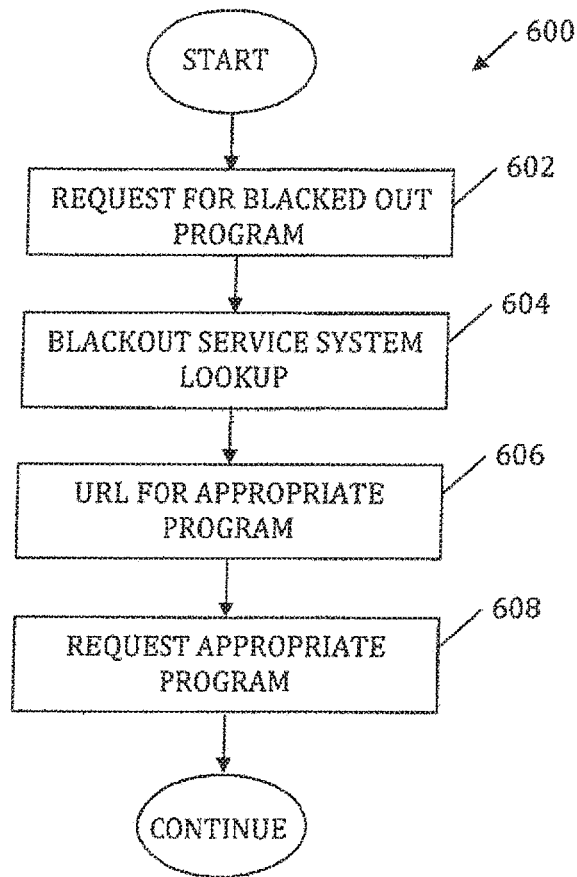 START
600
602
REQUEST FOR BLACKED OUT
PROGRAM
604
BLACKOUT SERVICE SYSTEM
LOOKUP
606
URL FOR APPROPRIATE
PROGRAM
608
REQUEST APPROPRIATE
PROGRAM
CONTINUE